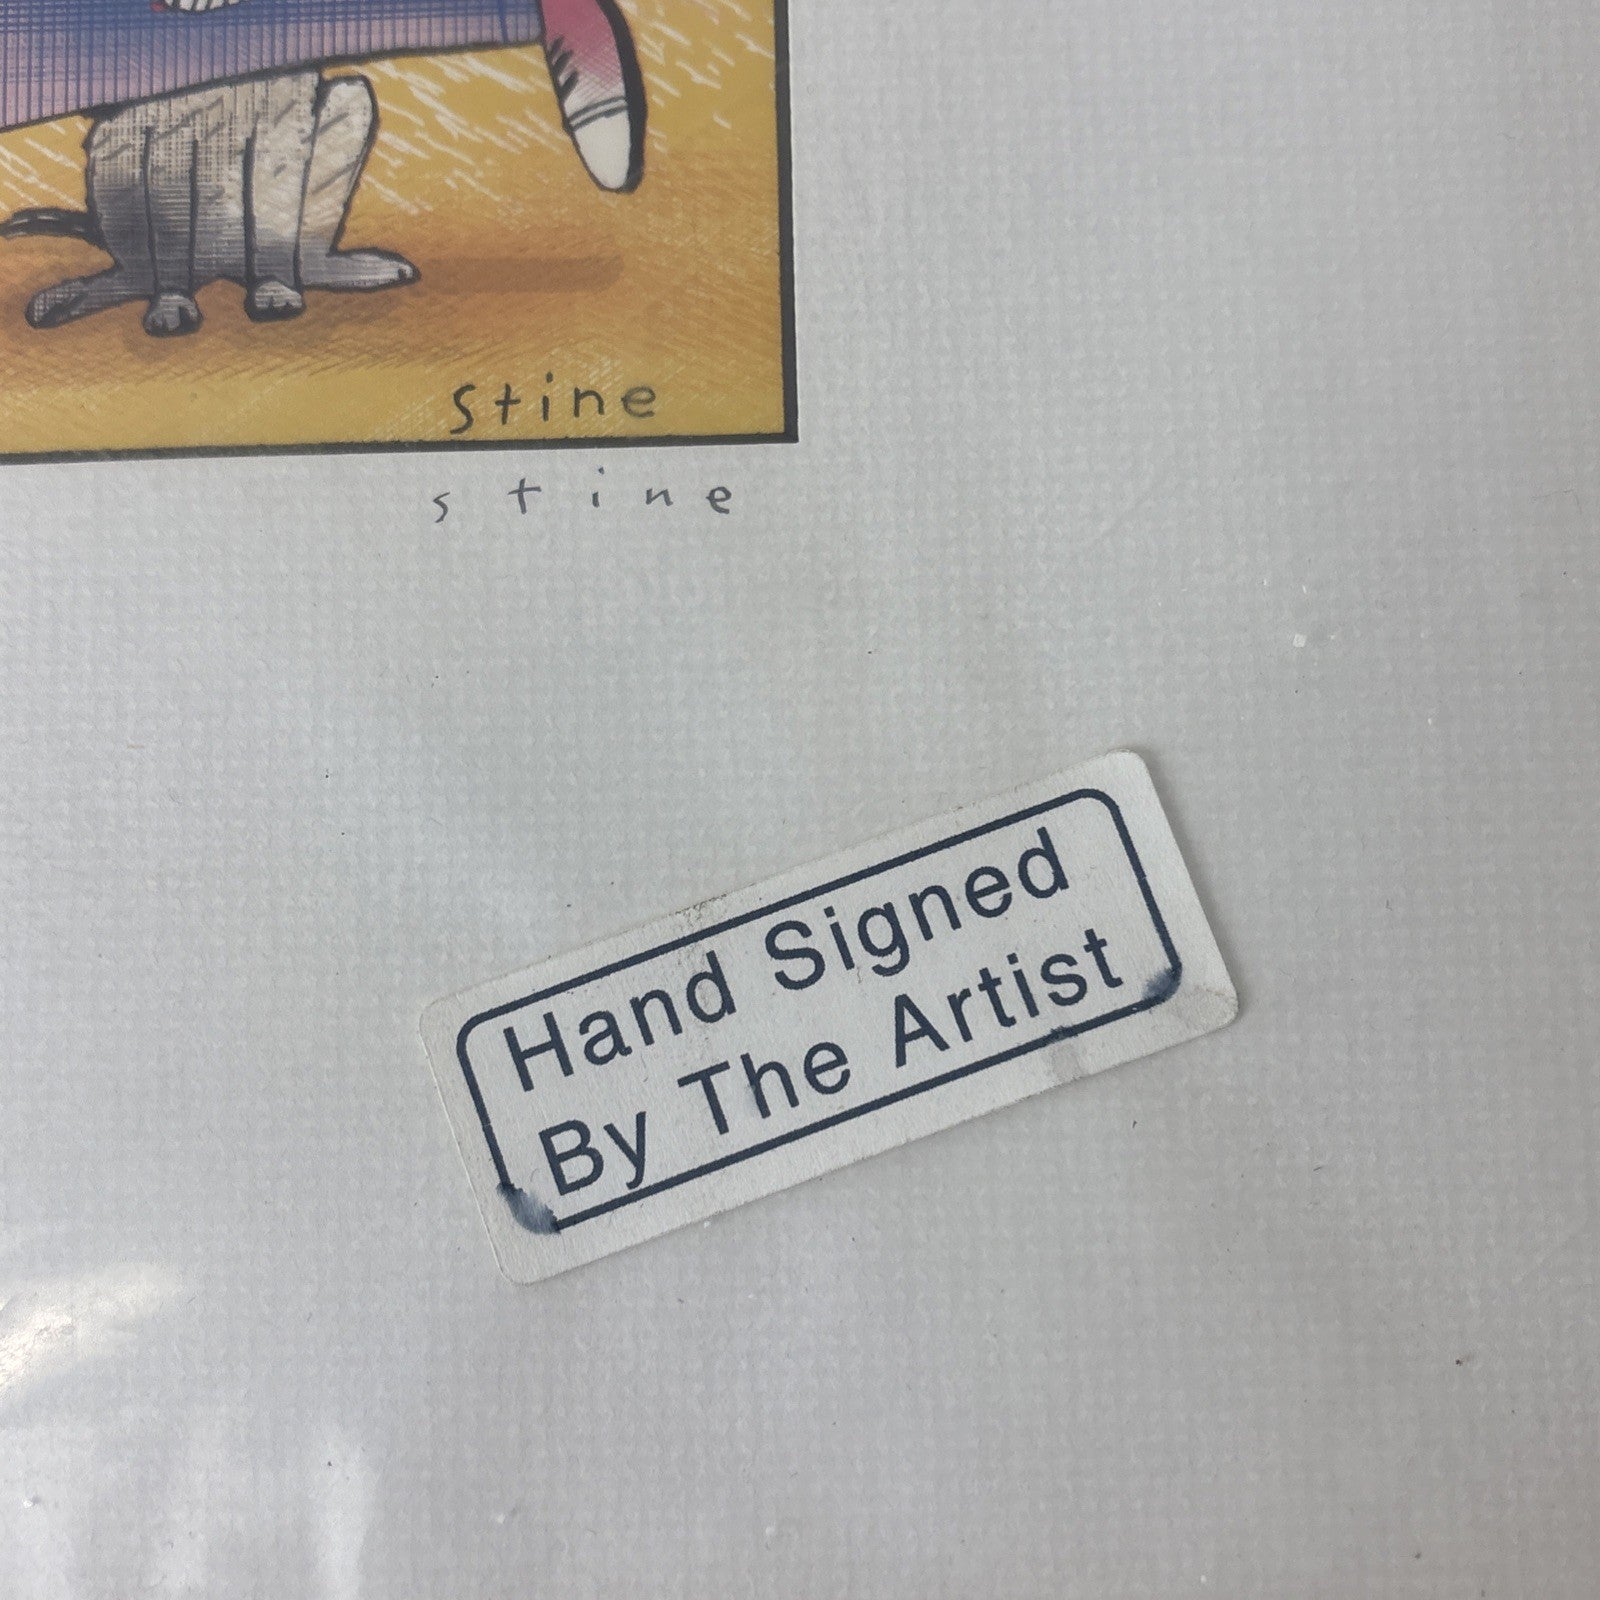 stine
stine
Hand Signed
By The Artist